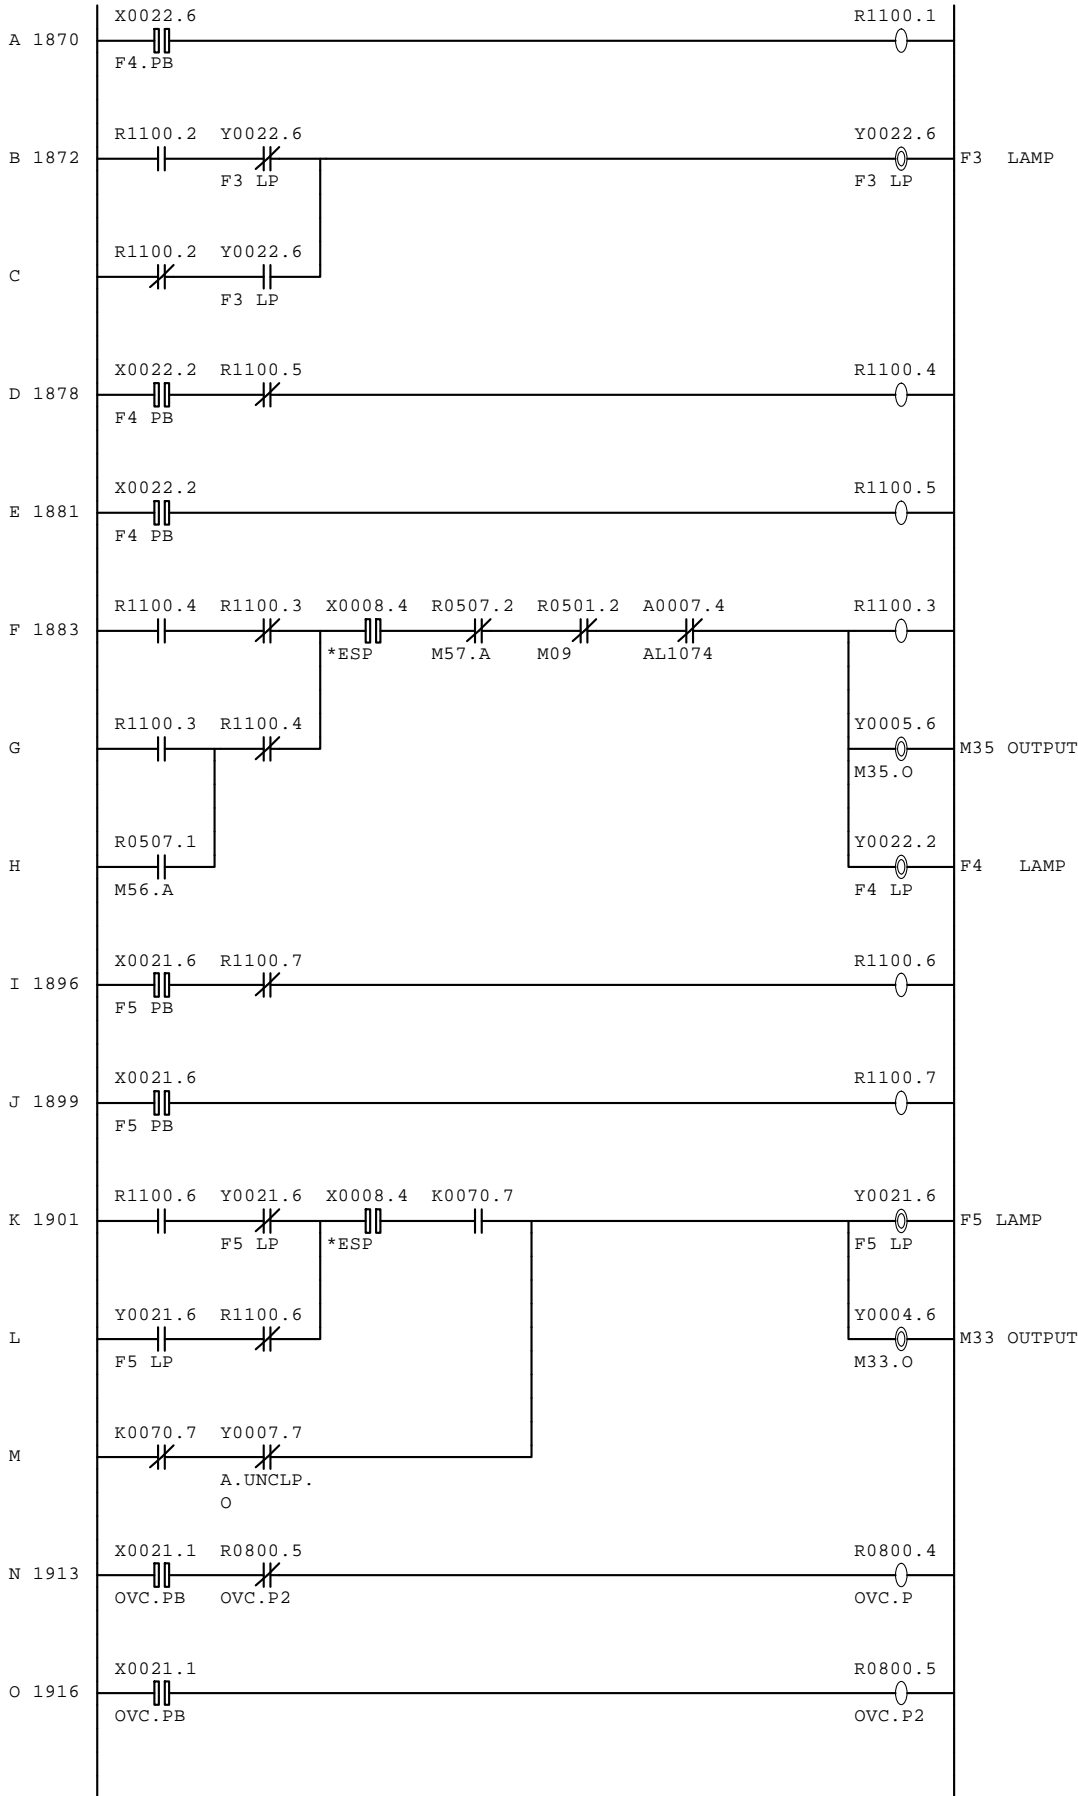 X0022.6 R1100.1
A 1870
F4.PB
R1100.2 Y0022.6 Y0022.6
B 1872 F3 LAMP
F3 LP F3 LP
R1100.2 Y0022.6
C
F3 LP
X0022.2 R1100.5 R1100.4
D 1878
F4 PB
X0022.2 R1100.5
E 1881
F4 PB
R1100.4 R1100.3 X0008.4 R0507.2 R0501.2 A0007.4 R1100.3
F 1883
*ESP M57.A M09 AL1074
R1100.3 R1100.4 Y0005.6
G M35 OUTPUT
M35.O
R0507.1 Y0022.2
H F4 LAMP
M56.A F4 LP
X0021.6 R1100.7 R1100.6
I 1896
F5 PB
X0021.6 R1100.7
J 1899
F5 PB
R1100.6 Y0021.6 X0008.4 K0070.7 Y0021.6
K 1901 F5 LAMP
F5 LP *ESP F5 LP
Y0021.6 R1100.6 Y0004.6
L M33 OUTPUT
F5 LP M33.O
K0070.7 Y0007.7
M
A.UNCLP.
O
X0021.1 R0800.5 R0800.4
N 1913
OVC.PB OVC.P2 OVC.P
X0021.1 R0800.5
O 1916
OVC.PB OVC.P2